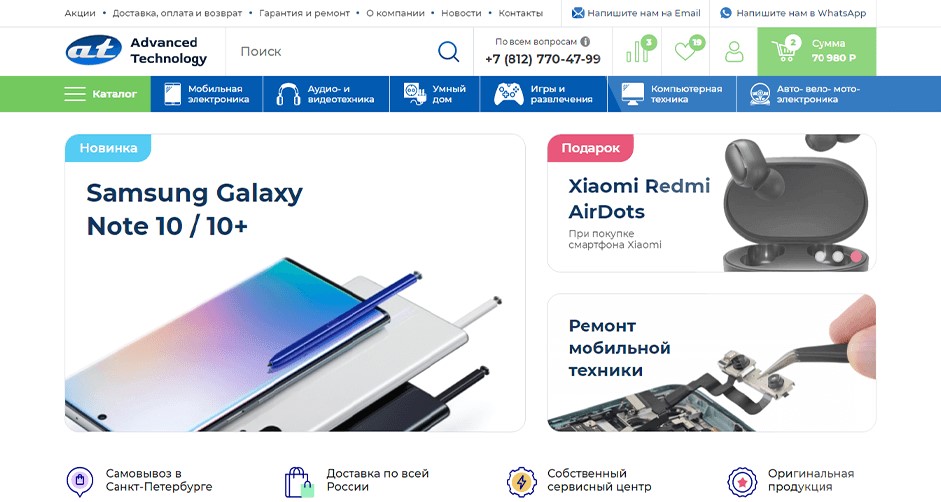 Акции • Доставка, оплата и возврат • Гарантия и ремонт • О компании • Новости • Контакты
Напишите нам на Email
Напишите нам в WhatsApp
at
Advanced
Technology
Поиск
По всем вопросам i
+7 (812) 770-47-99
3
19
2
Сумма
70 980 Р
Каталог
Мобильная
электроника
Аудио- и
видеотехника
Умный
дом
Игры и
развлечения
Компьютерная
техника
Авто- вело- мото-
электроника
Новинка
Samsung Galaxy
Note 10 / 10+
Подарок
Xiaomi Redmi
AirDots
При покупке
смартфона Xiaomi
Ремонт
мобильной
техники
Самовывоз в
Санкт-Петербурге
Доставка по всей
России
Собственный
сервисный центр
Оригинальная
продукция